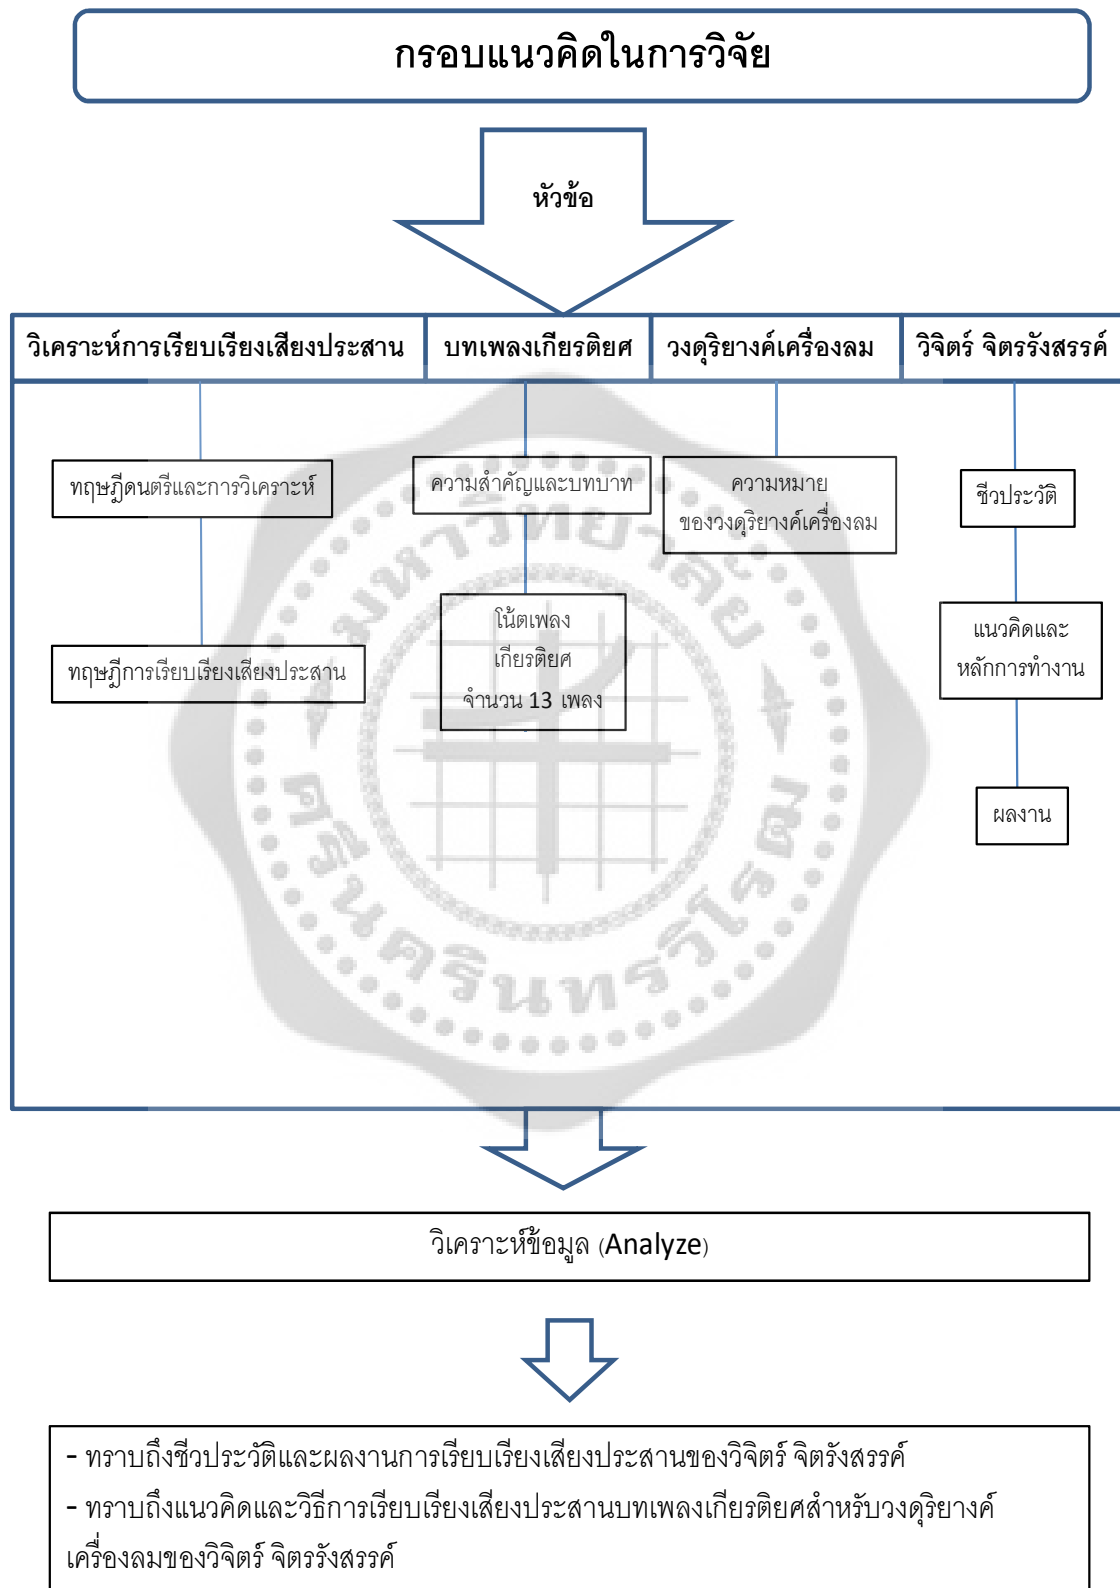 กรอบแนวคิดในการวิจัย
หัวข้อ
วิเคราะห์การเรียบเรียงเสียงประสาน
บทเพลงเกียรติยศ
วงดุริยางค์เครื่องลม
วิจิตร์ จิตรรังสรรค์
ทฤษฎีดนตรีและการวิเคราะห์
ทฤษฎีการเรียบเรียงเสียงประสาน
ความสำคัญและบทบาท
โน้ตเพลง
เกียรติยศ
จำนวน 13 เพลง
ความหมาย
ของวงดุริยางค์เครื่องลม
ชีวประวัติ
แนวคิดและ
หลักการทำงาน
ผลงาน
มหาวิทยาลัย
ศรีนครินทรวิโรฒ
วิเคราะห์ข้อมูล (Analyze)
- ทราบถึงชีวประวัติและผลงานการเรียบเรียงเสียงประสานของวิจิตร์ จิตรังสรรค์
- ทราบถึงแนวคิดและวิธีการเรียบเรียงเสียงประสานบทเพลงเกียรติยศสำหรับวงดุริยางค์
เครื่องลมของวิจิตร์ จิตรรังสรรค์